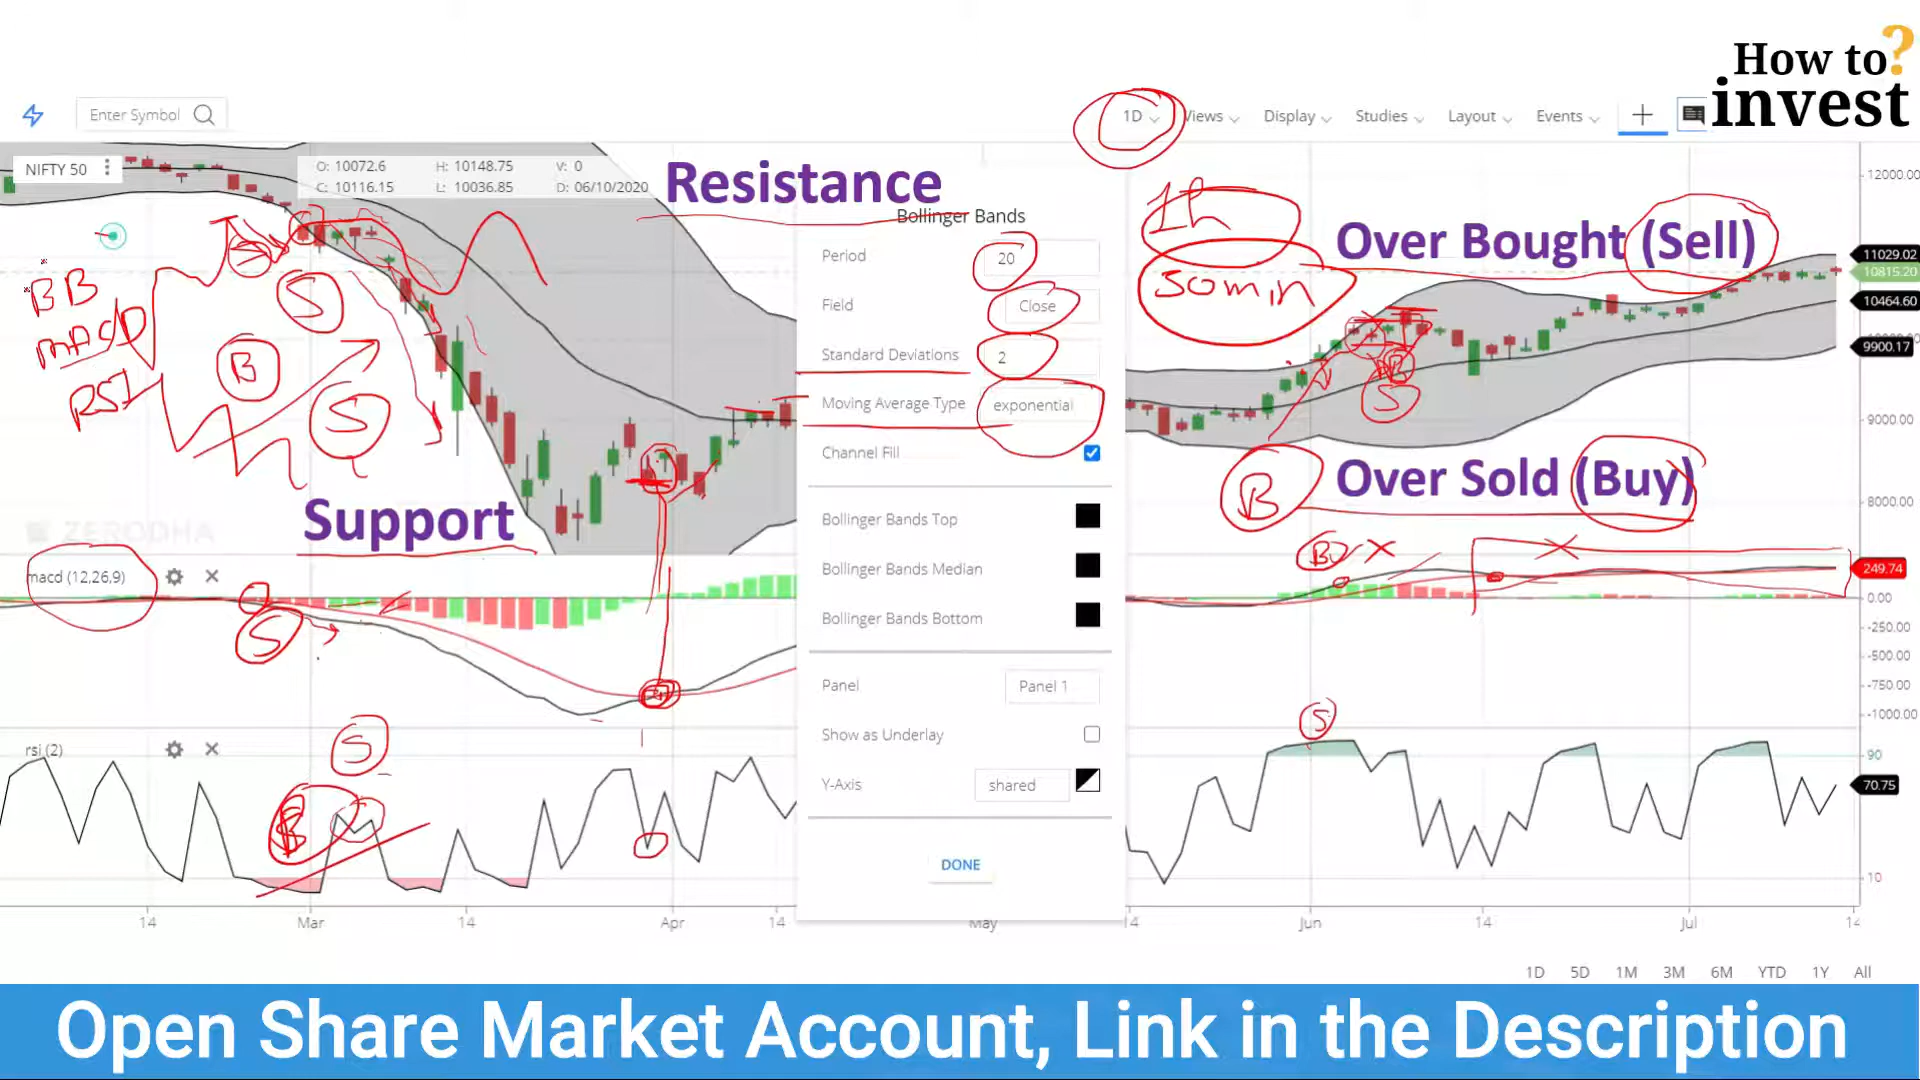 How to?
invest
Enter Symbol
1D
Views
Display
Studies
Layout
Events
NIFTY 50
O: 10072.6 H: 10148.75 V: 0
C: 10116.15 L: 10036.85 D: 06/10/2020
Resistance
Bollinger Bands
Period 20
Field Close
Standard Deviations 2
Moving Average Type exponential
Channel Fill
Bollinger Bands Top
Bollinger Bands Median
Bollinger Bands Bottom
Panel Panel 1
Show as Underlay
Y-Axis shared
DONE
1h
30 min
Over Bought (Sell)
Over Sold (Buy)
BB
MACD
RSI
S
B
S
S
B
Support
ZERODHA
macd (12,26,9)
S
rsi (2)
S
B
S
12000.00
11029.02
10815.20
10464.60
9900.17
9000.00
8000.00
249.74
0.00
-250.00
-500.00
-750.00
-1000.00
90
70.75
10
14 Mar 14 Apr 14 May 14 Jun 14 Jul 14
1D 5D 1M 3M 6M YTD 1Y All
Open Share Market Account, Link in the Description